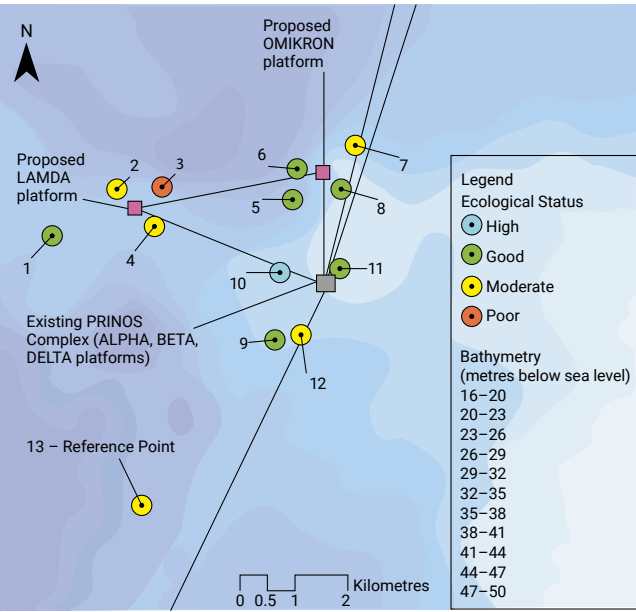 Proposed
OMIKRON
platform
N
Proposed
LAMDA
platform
2
3
6
7
5
8
4
1
10
11
Existing PRINOS
Complex (ALPHA, BETA,
DELTA platforms)
9
12
13 – Reference Point
Kilometres
0 0.5 1 2
Legend
Ecological Status
High
Good
Moderate
Poor
Bathymetry
(metres below sea level)
16–20
20–23
23–26
26–29
29–32
32–35
35–38
38–41
41–44
44–47
47–50